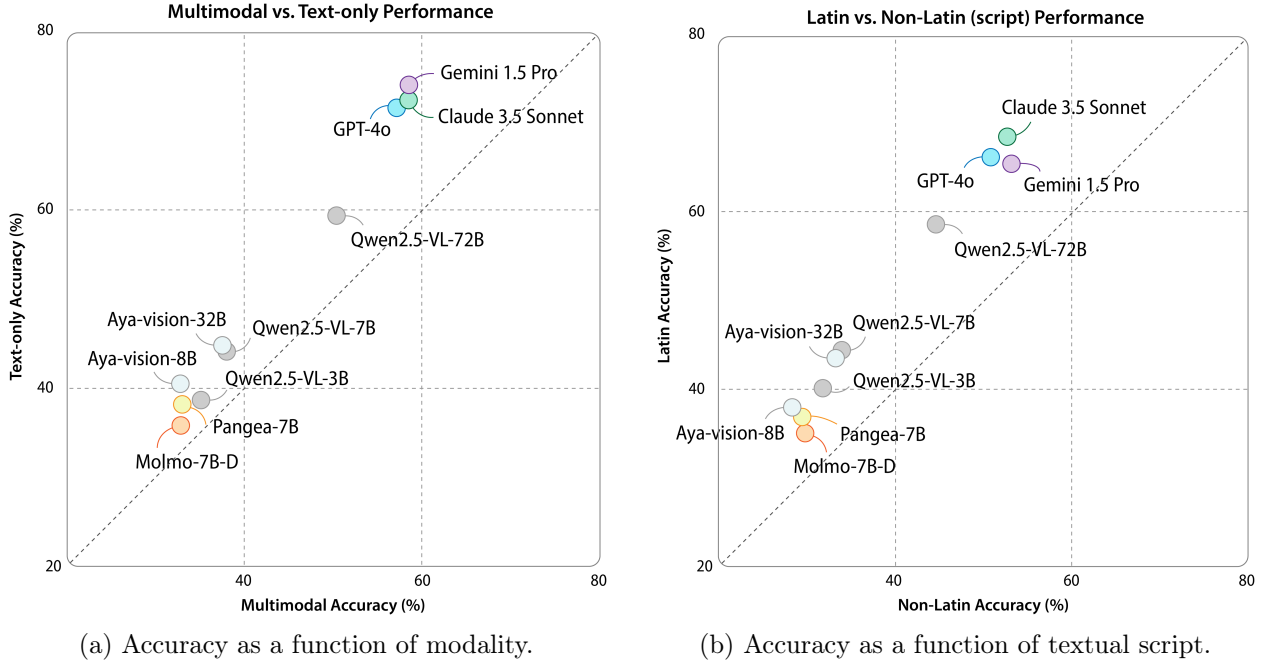 Multimodal vs. Text-only Performance
80
Gemini 1.5 Pro
Claude 3.5 Sonnet
GPT-4o
60
Qwen2.5-VL-72B
Text-only Accuracy (%)
Aya-vision-32B
Qwen2.5-VL-7B
Aya-vision-8B
Qwen2.5-VL-3B
40
Pangea-7B
Molmo-7B-D
20
40
60
80
Multimodal Accuracy (%)
(a) Accuracy as a function of modality.
Latin vs. Non-Latin (script) Performance
80
Claude 3.5 Sonnet
GPT-4o
Gemini 1.5 Pro
60
Qwen2.5-VL-72B
Latin Accuracy (%)
Aya-vision-32B
Qwen2.5-VL-7B
Qwen2.5-VL-3B
40
Aya-vision-8B
Pangea-7B
Molmo-7B-D
20
40
60
80
Non-Latin Accuracy (%)
(b) Accuracy as a function of textual script.